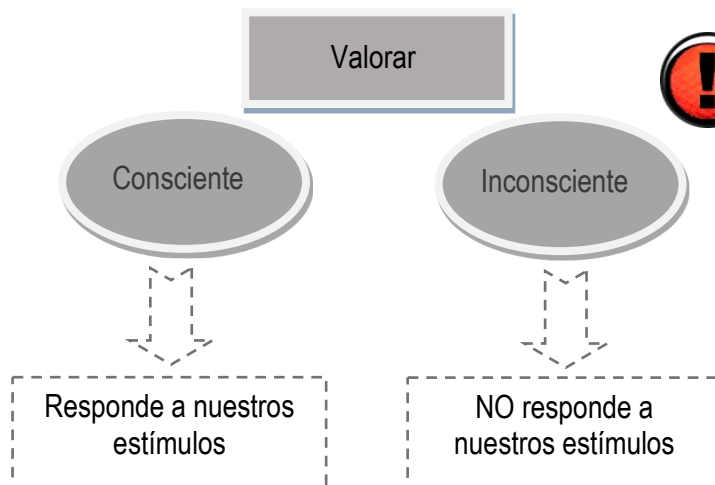 Valorar
Consciente
Inconsciente
Responde a nuestros
estímulos
NO responde a
nuestros estímulos